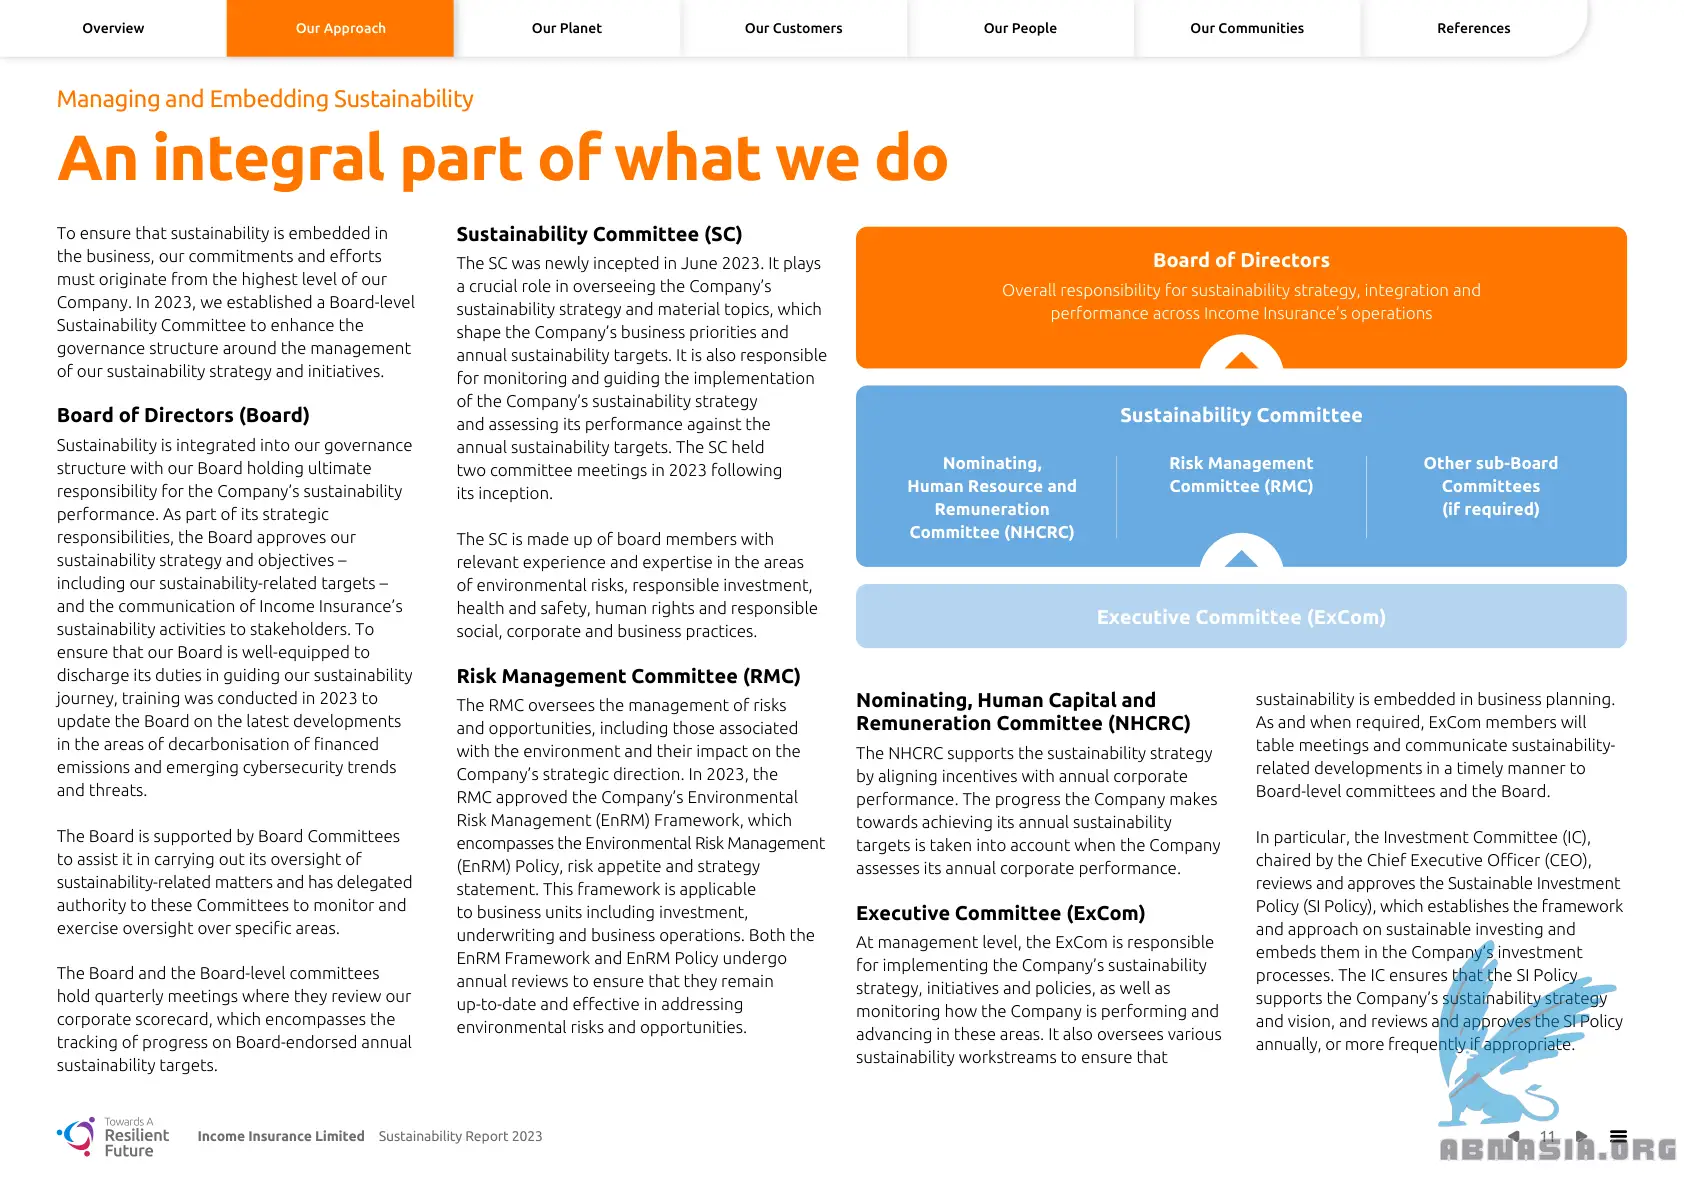 Overview
Our Approach
Our Planet
Our Customers
Our People
Our Communities
References
Managing and Embedding Sustainability
An integral part of what we do
To ensure that sustainability is embedded in
the business, our commitments and efforts
must originate from the highest level of our
Company. In 2023, we established a Board-level
Sustainability Committee to enhance the
governance structure around the management
of our sustainability strategy and initiatives.
Board of Directors (Board)
Sustainability is integrated into our governance
structure with our Board holding ultimate
responsibility for the Company's sustainability
performance. As part of its strategic
responsibilities, the Board approves our
sustainability strategy and objectives –
including our sustainability-related targets –
and the communication of Income Insurance's
sustainability activities to stakeholders. To
ensure that our Board is well-equipped to
discharge its duties in guiding our sustainability
journey, training was conducted in 2023 to
update the Board on the latest developments
in the areas of decarbonisation of financed
emissions and emerging cybersecurity trends
and threats.
The Board is supported by Board Committees
to assist it in carrying out its oversight of
sustainability-related matters and has delegated
authority to these Committees to monitor and
exercise oversight over specific areas.
The Board and the Board-level committees
hold quarterly meetings where they review our
corporate scorecard, which encompasses the
tracking of progress on Board-endorsed annual
sustainability targets.
Sustainability Committee (SC)
The SC was newly incepted in June 2023. It plays
a crucial role in overseeing the Company's
sustainability strategy and material topics, which
shape the Company's business priorities and
annual sustainability targets. It is also responsible
for monitoring and guiding the implementation
of the Company's sustainability strategy
and assessing its performance against the
annual sustainability targets. The SC held
two committee meetings in 2023 following
its inception.
The SC is made up of board members with
relevant experience and expertise in the areas
of environmental risks, responsible investment,
health and safety, human rights and responsible
social, corporate and business practices.
Risk Management Committee (RMC)
The RMC oversees the management of risks
and opportunities, including those associated
with the environment and their impact on the
Company's strategic direction. In 2023, the
RMC approved the Company's Environmental
Risk Management (EnRM) Framework, which
encompasses the Environmental Risk Management
(EnRM) Policy, risk appetite and strategy
statement. This framework is applicable
to business units including investment,
underwriting and business operations. Both the
EnRM Framework and EnRM Policy undergo
annual reviews to ensure that they remain
up-to-date and effective in addressing
environmental risks and opportunities.
Board of Directors
Overall responsibility for sustainability strategy, integration and
performance across Income Insurance's operations
Sustainability Committee
Nominating,
Human Resource and
Remuneration
Committee (NHCRC)
Risk Management
Committee (RMC)
Other sub-Board
Committees
(if required)
Executive Committee (ExCom)
Nominating, Human Capital and
Remuneration Committee (NHCRC)
The NHCRC supports the sustainability strategy
by aligning incentives with annual corporate
performance. The progress the Company makes
towards achieving its annual sustainability
targets is taken into account when the Company
assesses its annual corporate performance.
Executive Committee (ExCom)
At management level, the ExCom is responsible
for implementing the Company's sustainability
strategy, initiatives and policies, as well as
monitoring how the Company is performing and
advancing in these areas. It also oversees various
sustainability workstreams to ensure that
sustainability is embedded in business planning.
As and when required, ExCom members will
table meetings and communicate sustainability-
related developments in a timely manner to
Board-level committees and the Board.
In particular, the Investment Committee (IC),
chaired by the Chief Executive Officer (CEO),
reviews and approves the Sustainable Investment
Policy (SI Policy), which establishes the framework
and approach on sustainable investing and
embeds them in the Company's investment
processes. The IC ensures that the SI Policy
supports the Company's sustainability strategy
and vision, and reviews and approves the SI Policy
annually, or more frequently if appropriate.
Towards A
Resilient
Future
Income Insurance Limited Sustainability Report 2023
11
ABNASIA.ORG